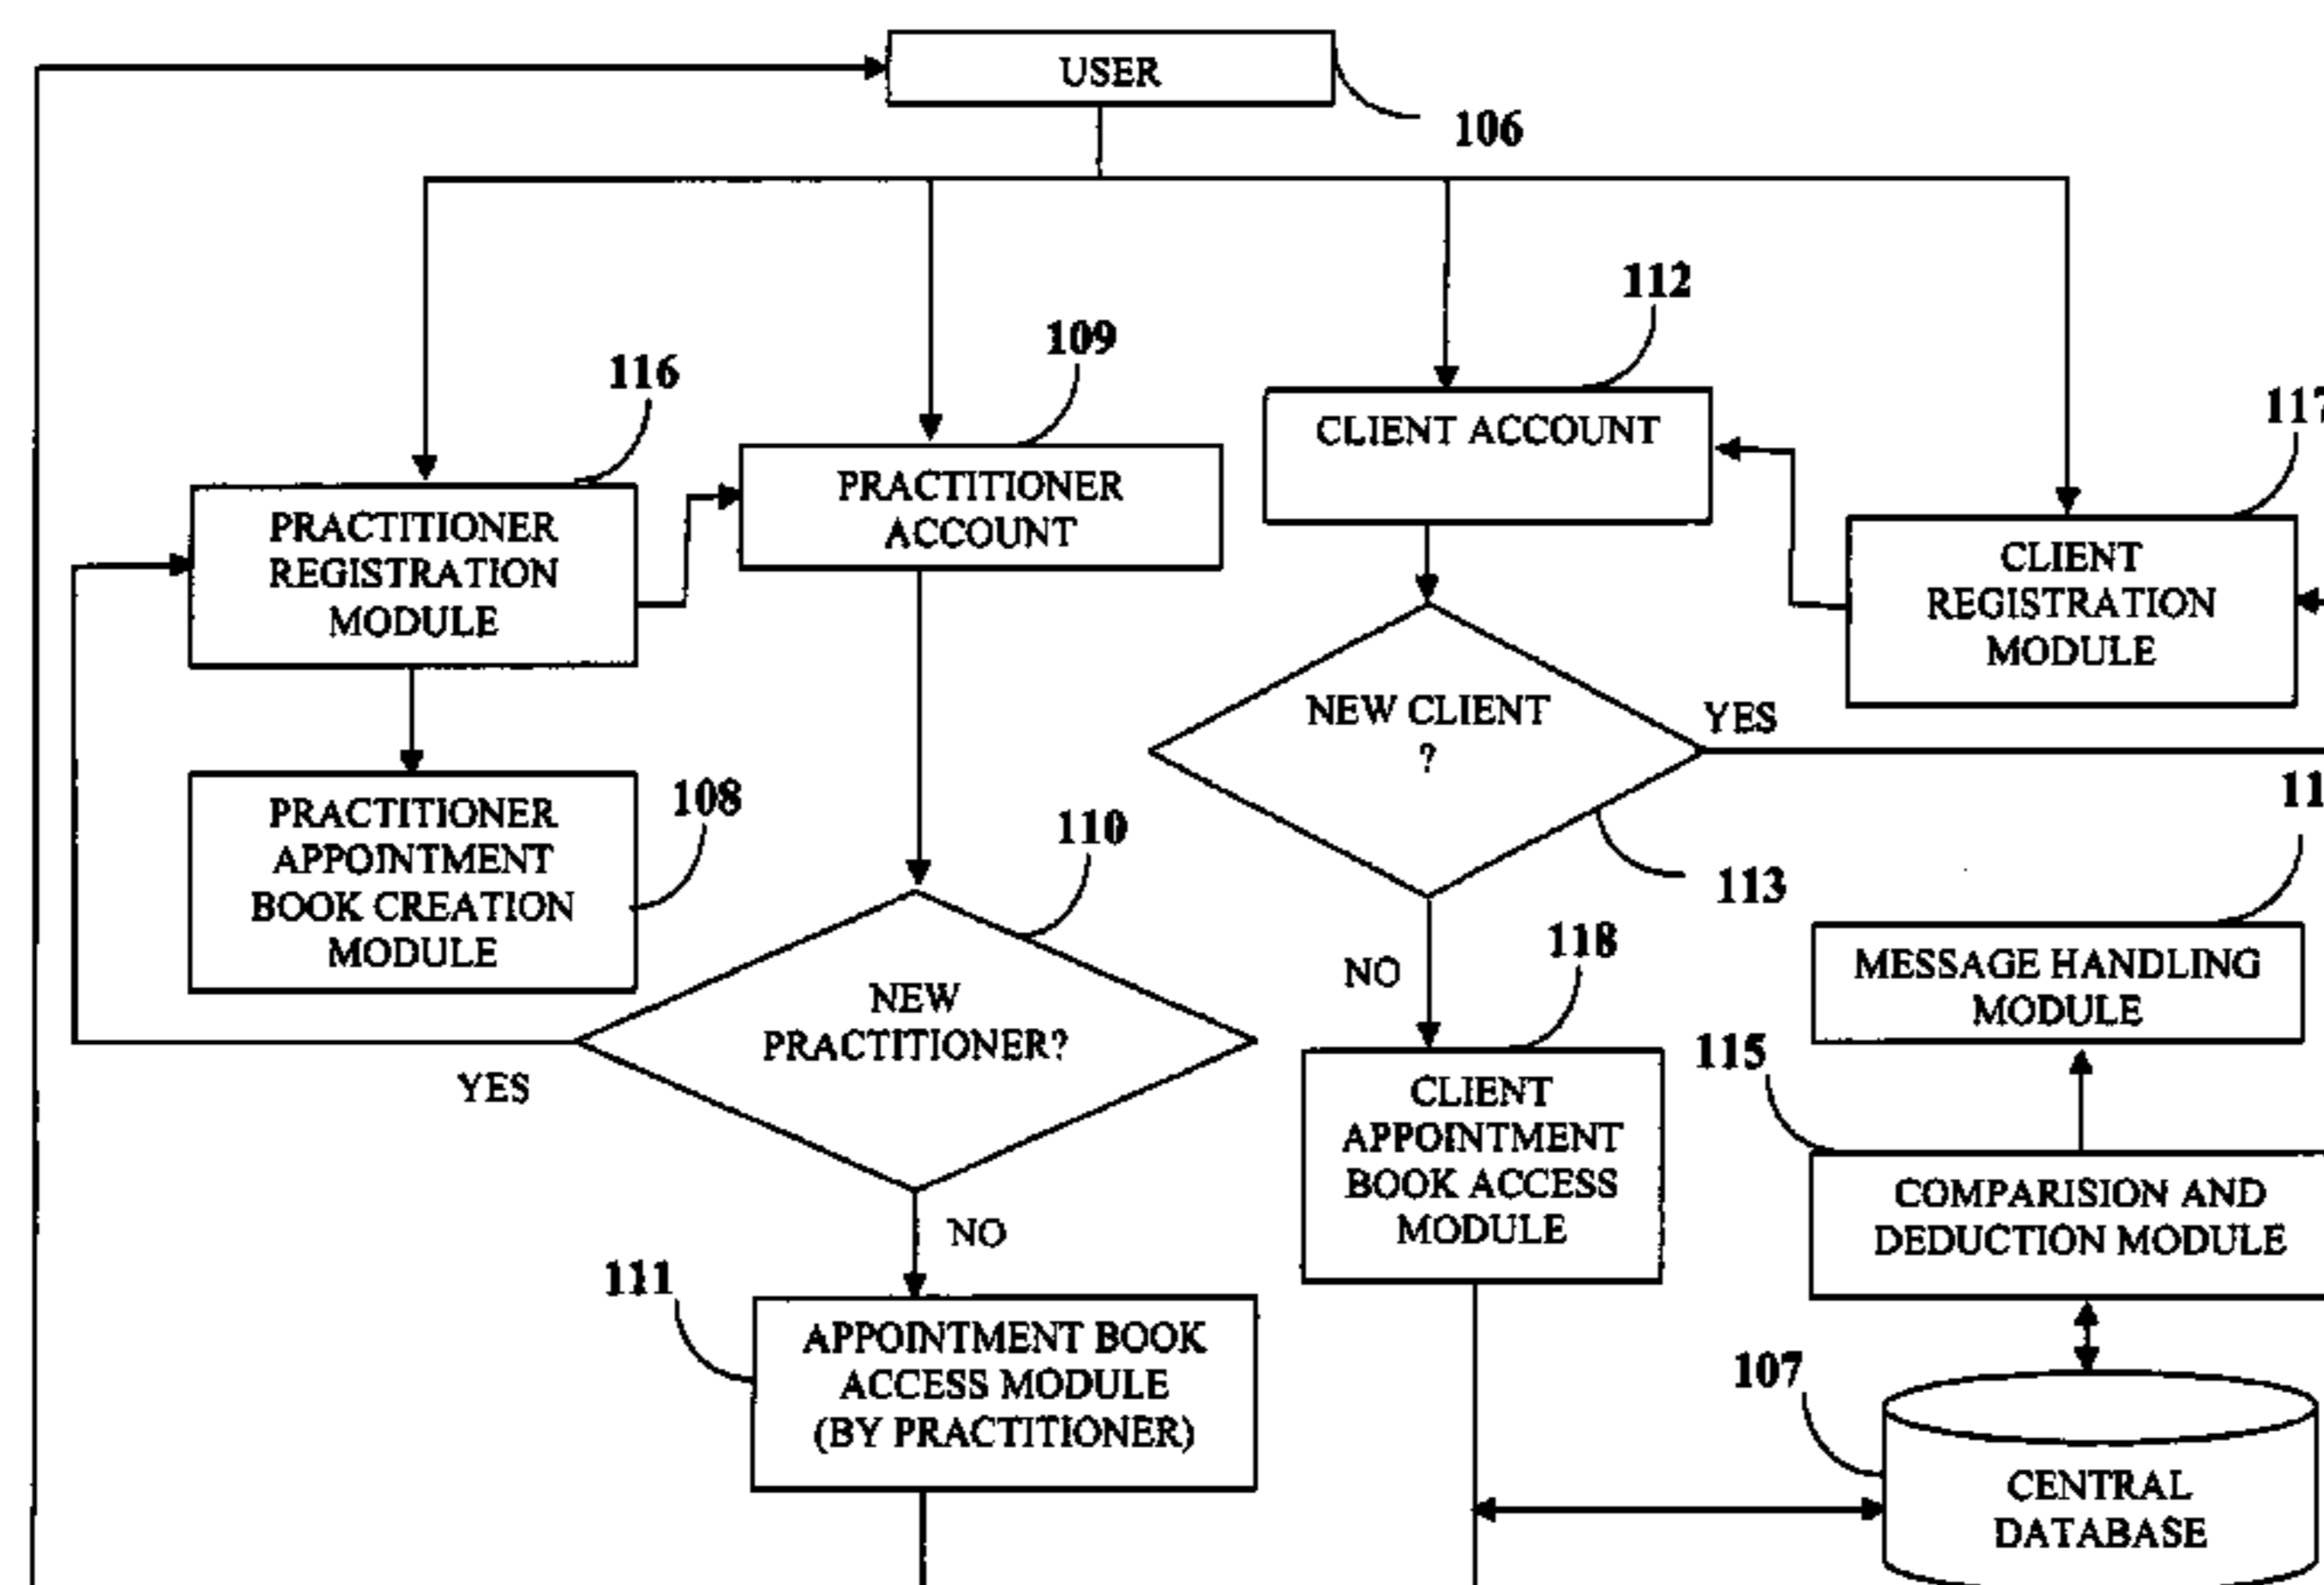 USER
106
112
109
116
117
CLIENT ACCOUNT
PRACTITIONER
ACCOUNT
PRACTITIONER
REGISTRATION
MODULE
CLIENT
REGISTRATION
MODULE
NEW CLIENT
?
YES
PRACTITIONER
APPOINTMENT
BOOK CREATION
MODULE
108
110
113
11
NO
118
MESSAGE HANDLING
MODULE
NEW
PRACTITIONER?
YES
115
CLIENT
APPOINTMENT
BOOK ACCESS
MODULE
COMPARISION AND
DEDUCTION MODULE
NO
111
APPOINTMENT BOOK
ACCESS MODULE
(BY PRACTITIONER)
107
CENTRAL
DATABASE